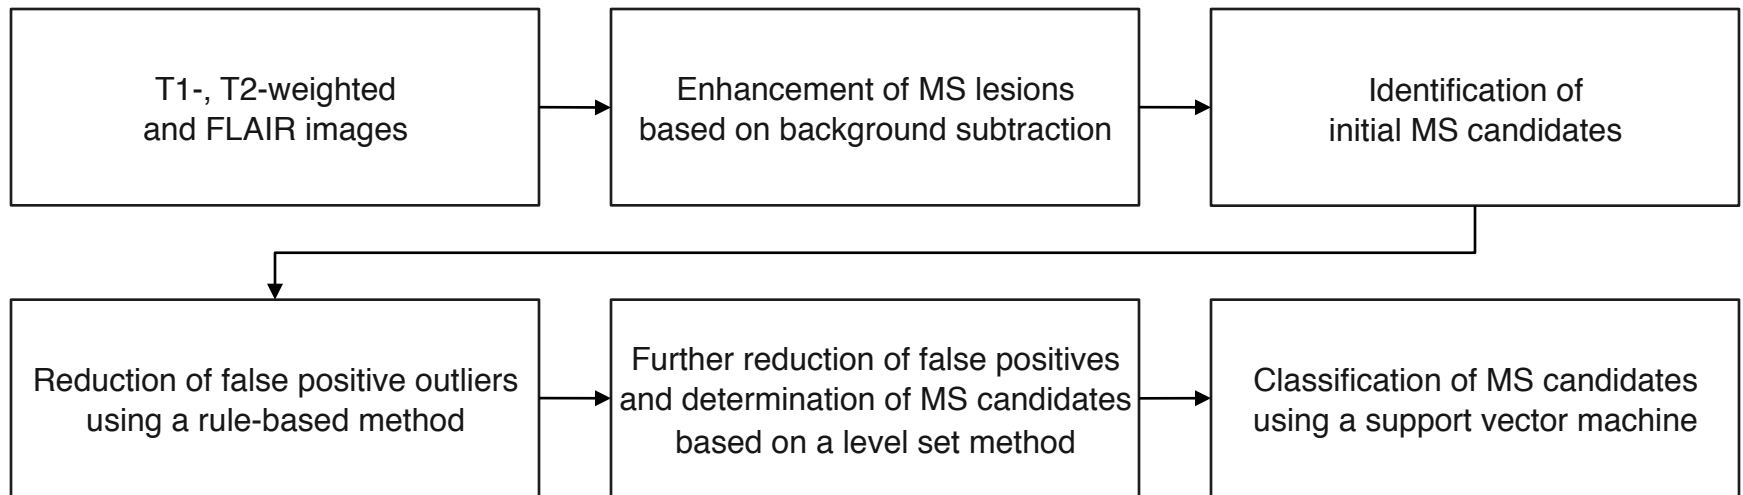 T1-, T2-weighted
and FLAIR images
Enhancement of MS lesions
based on background subtraction
Identification of
initial MS candidates
Reduction of false positive outliers
using a rule-based method
Further reduction of false positives
and determination of MS candidates
based on a level set method
Classification of MS candidates
using a support vector machine